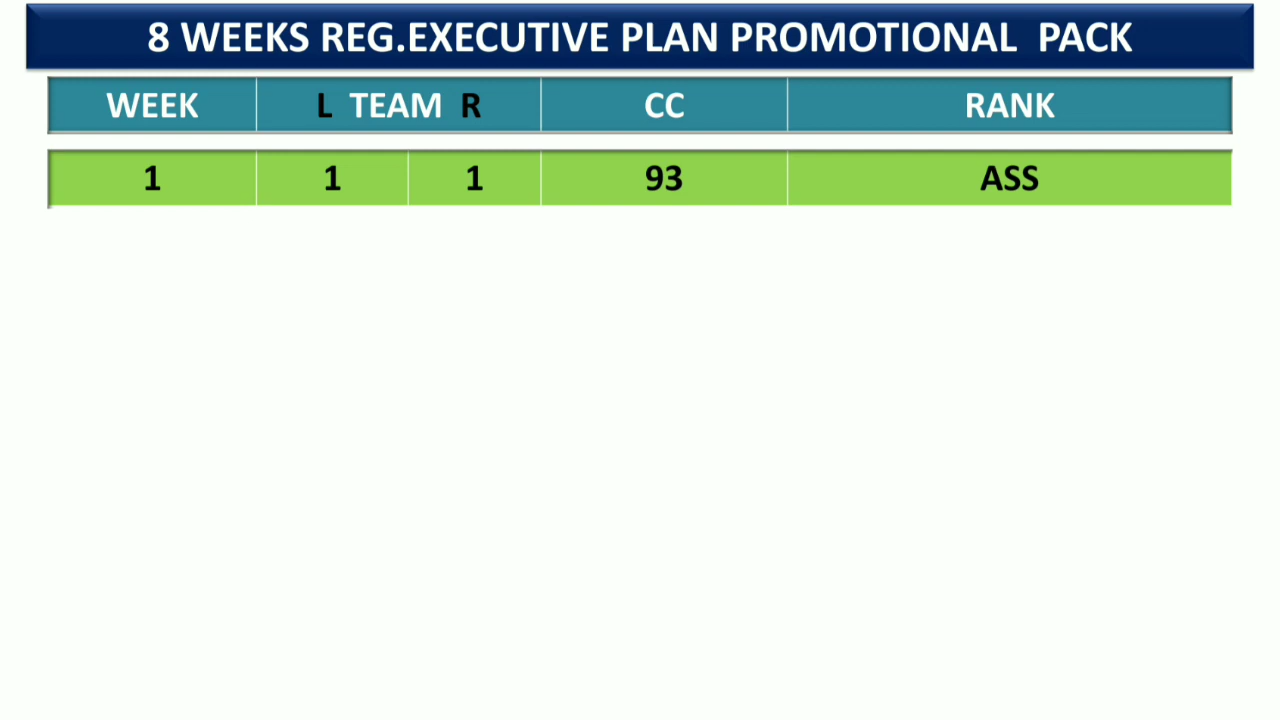 8 WEEKS REG.EXECUTIVE PLAN PROMOTIONAL PACK
WEEK L TEAM R CC RANK
1 1 1 93 ASS